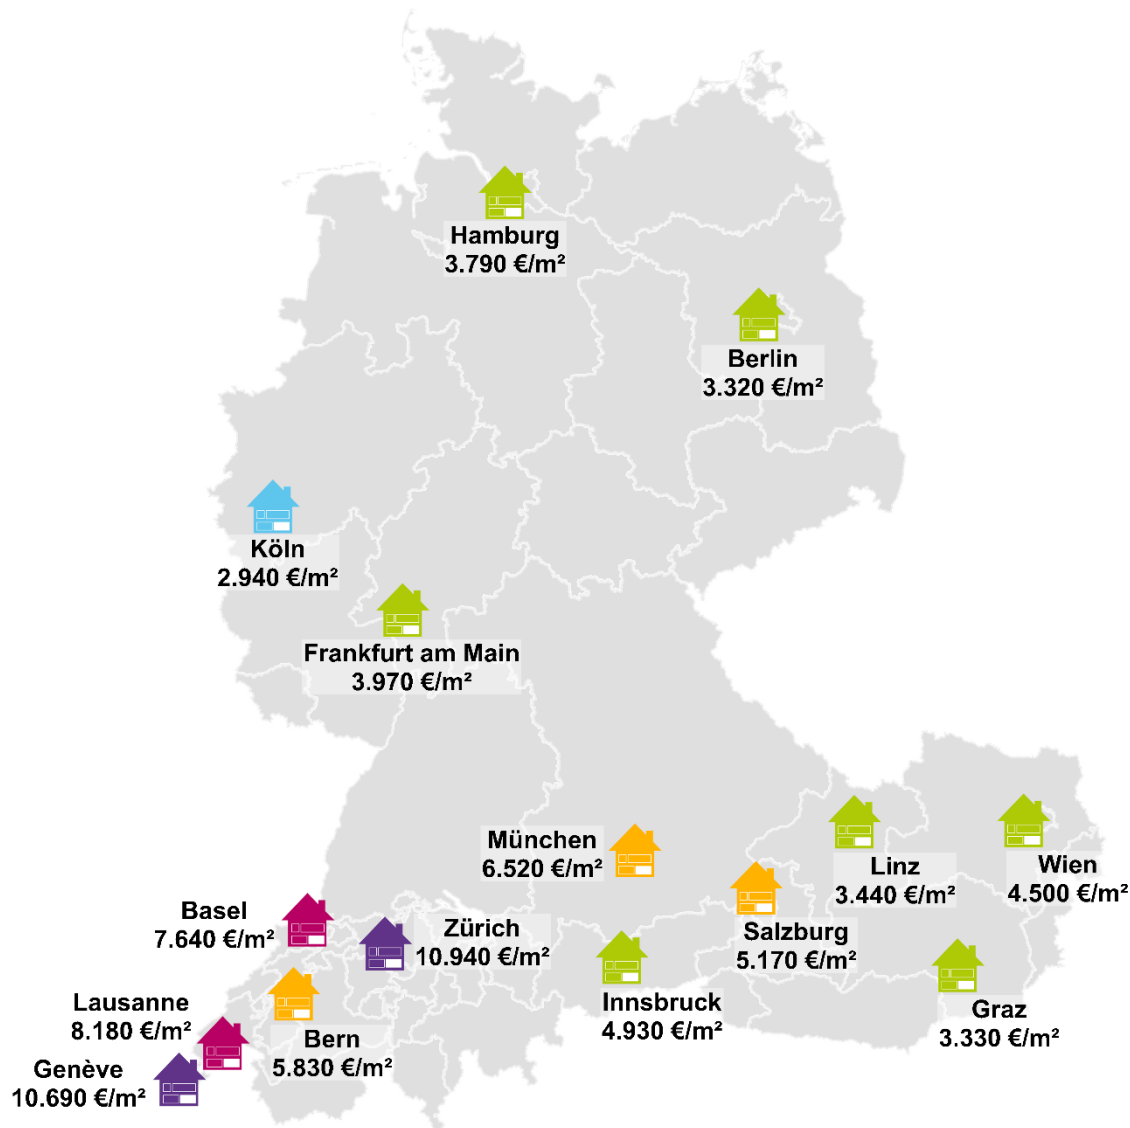 Hamburg
3.790 €/m²
Berlin
3.320 €/m²
Köln
2.940 €/m²
Frankfurt am Main
3.970 €/m²
München
6.520 €/m²
Linz
3.440 €/m²
Wien
4.500 €/m²
Basel
7.640 €/m²
Zürich
10.940 €/m²
Salzburg
5.170 €/m²
Innsbruck
4.930 €/m²
Graz
3.330 €/m²
Lausanne
8.180 €/m²
Bern
5.830 €/m²
Genève
10.690 €/m²